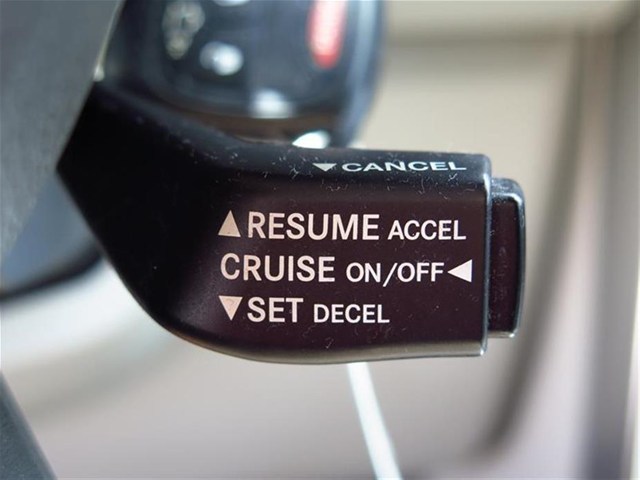 ▼CANCEL
▲RESUME ACCEL
CRUISE ON/OFF◀
▼SET DECEL